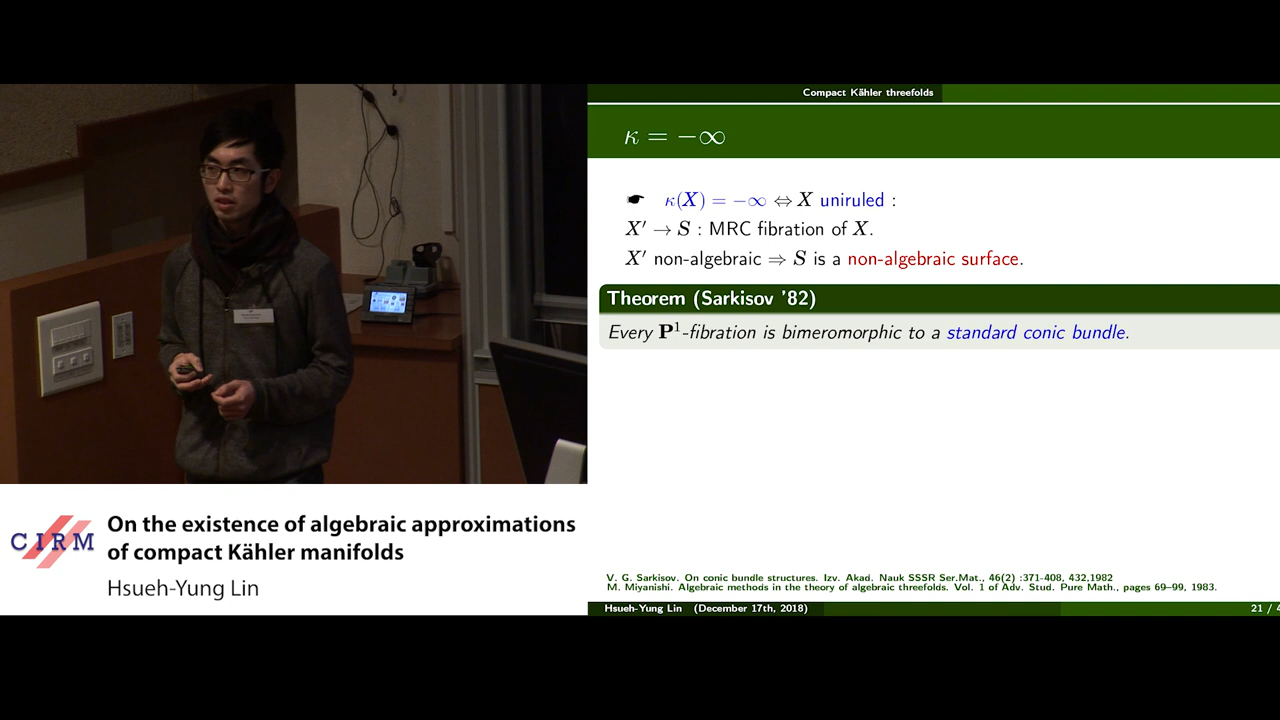 Compact Kähler threefolds
κ = −∞
☛ κ(X) = −∞ ⇔ X uniruled :
X′ → S : MRC fibration of X.
X′ non-algebraic ⇒ S is a non-algebraic surface.
Theorem (Sarkisov '82)
Every P¹-fibration is bimeromorphic to a standard conic bundle.
V. G. Sarkisov. On conic bundle structures. Izv. Akad. Nauk SSSR Ser.Mat., 46(2) :371-408, 432,1982
M. Miyanishi. Algebraic methods in the theory of algebraic threefolds. Vol. 1 of Adv. Stud. Pure Math., pages 69–99, 1983.
Hsueh-Yung Lin (December 17th, 2018)
21 / 4
CIRM
On the existence of algebraic approximations
of compact Kähler manifolds
Hsueh-Yung Lin